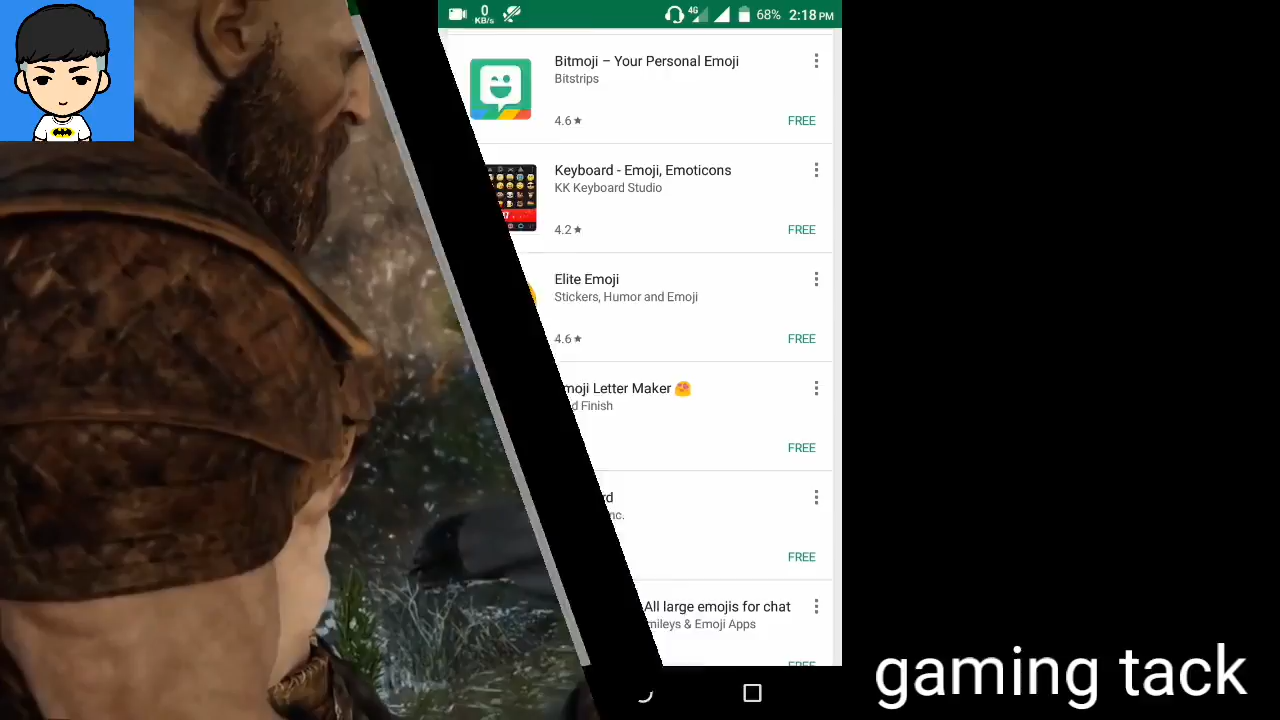 0 KB/s 4G 68% 2:18 PM
Bitmoji – Your Personal Emoji
Bitstrips
4.6★ FREE
Keyboard - Emoji, Emoticons
KK Keyboard Studio
4.2★ FREE
Elite Emoji
Stickers, Humor and Emoji
4.6★ FREE
moji Letter Maker 🥰
d Finish
FREE
rd
nc.
FREE
All large emojis for chat
mileys & Emoji Apps
FREE
gaming tack